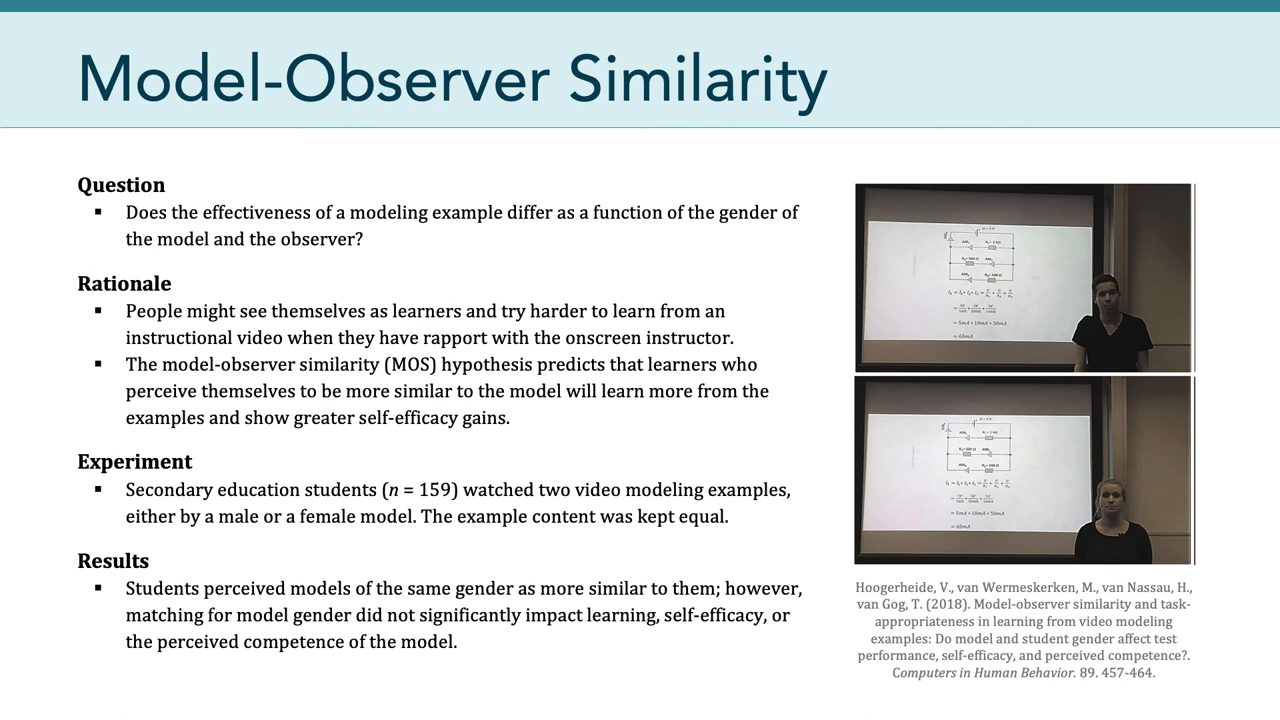 Model-Observer Similarity
Question
▪ Does the effectiveness of a modeling example differ as a function of the gender of
the model and the observer?
Rationale
▪ People might see themselves as learners and try harder to learn from an
instructional video when they have rapport with the onscreen instructor.
▪ The model-observer similarity (MOS) hypothesis predicts that learners who
perceive themselves to be more similar to the model will learn more from the
examples and show greater self-efficacy gains.
Experiment
▪ Secondary education students (n = 159) watched two video modeling examples,
either by a male or a female model. The example content was kept equal.
Results
▪ Students perceived models of the same gender as more similar to them; however,
matching for model gender did not significantly impact learning, self-efficacy, or
the perceived competence of the model.
= 5mA + 10mA + 50mA
= 65mA
= 5mA + 10mA + 50mA
= 65mA
Hoogerheide, V., van Wermeskerken, M., van Nassau, H.,
van Gog, T. (2018). Model-observer similarity and task-
appropriateness in learning from video modeling
examples: Do model and student gender affect test
performance, self-efficacy, and perceived competence?.
Computers in Human Behavior. 89. 457-464.